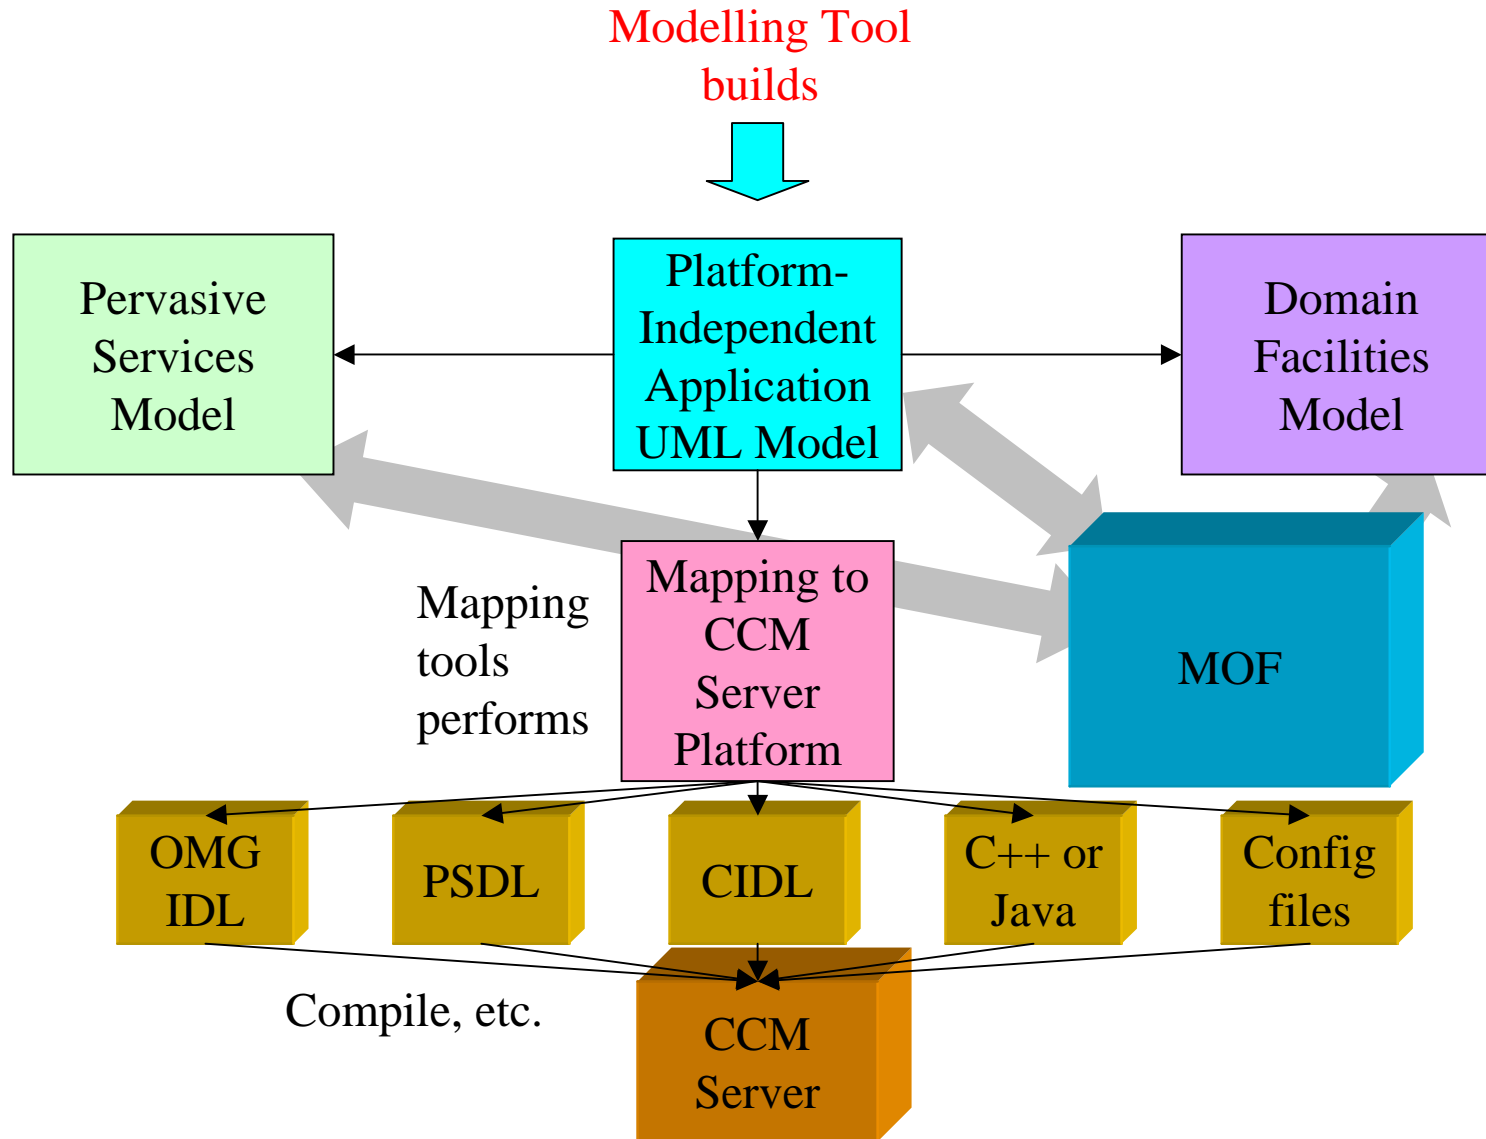 Modelling Tool
builds
Pervasive
Services
Model
Platform-
Independent
Application
UML Model
Domain
Facilities
Model
Mapping
tools
performs
Mapping to
CCM
Server
Platform
MOF
OMG
IDL
PSDL
CIDL
C++ or
Java
Config
files
Compile, etc.
CCM
Server